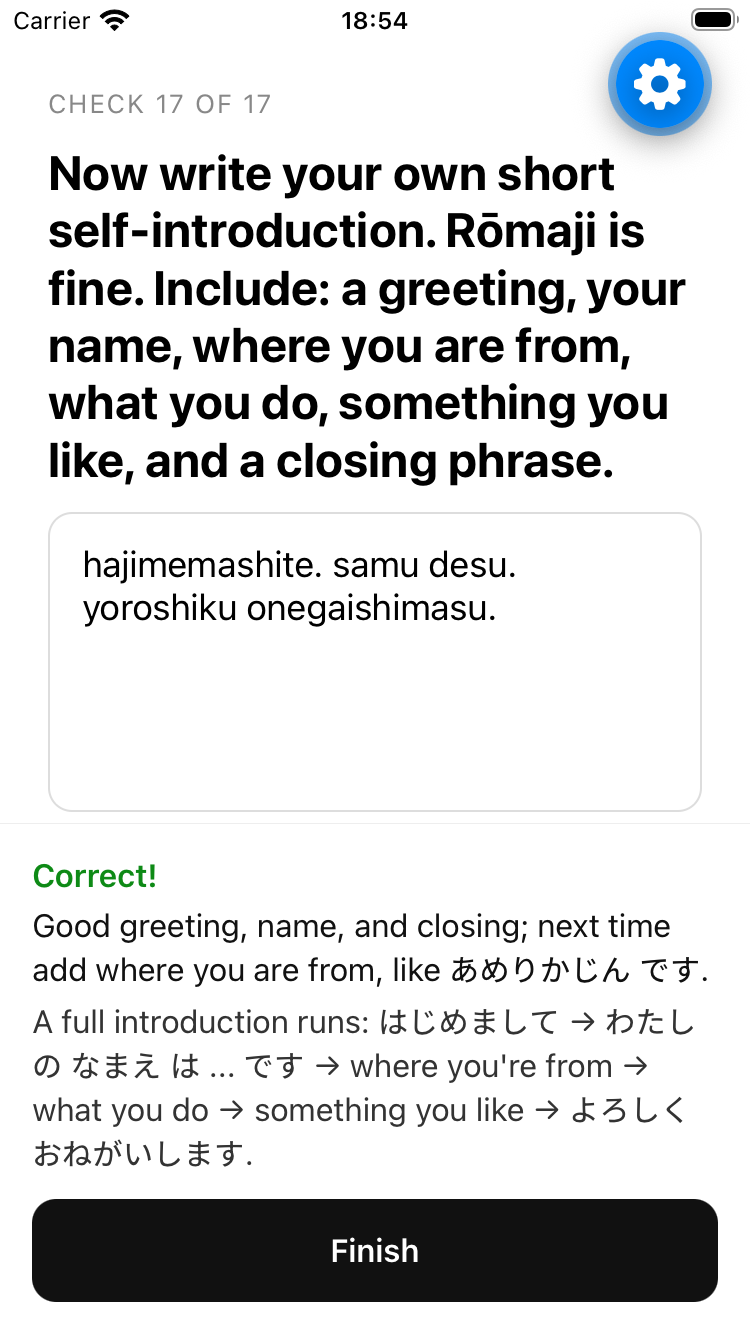 Carrier 18:54
CHECK 17 OF 17
Now write your own short
self-introduction. Rōmaji is
fine. Include: a greeting, your
name, where you are from,
what you do, something you
like, and a closing phrase.
hajimemashite. samu desu.
yoroshiku onegaishimasu.
Correct!
Good greeting, name, and closing; next time
add where you are from, like あめりかじん です.
A full introduction runs: はじめまして → わたし
の なまえ は ... です → where you're from →
what you do → something you like → よろしく
おねがいします.
Finish